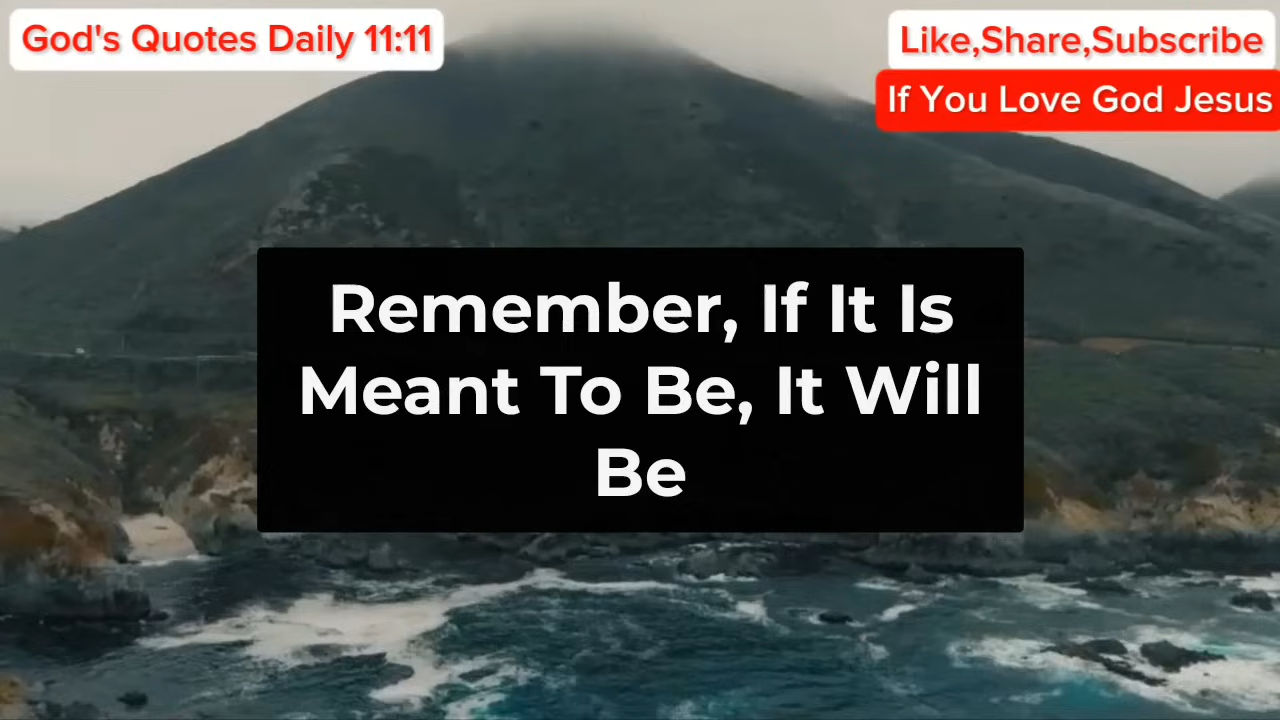 God's Quotes Daily 11:11
Like,Share,Subscribe
If You Love God Jesus
Remember, If It Is
Meant To Be, It Will
Be